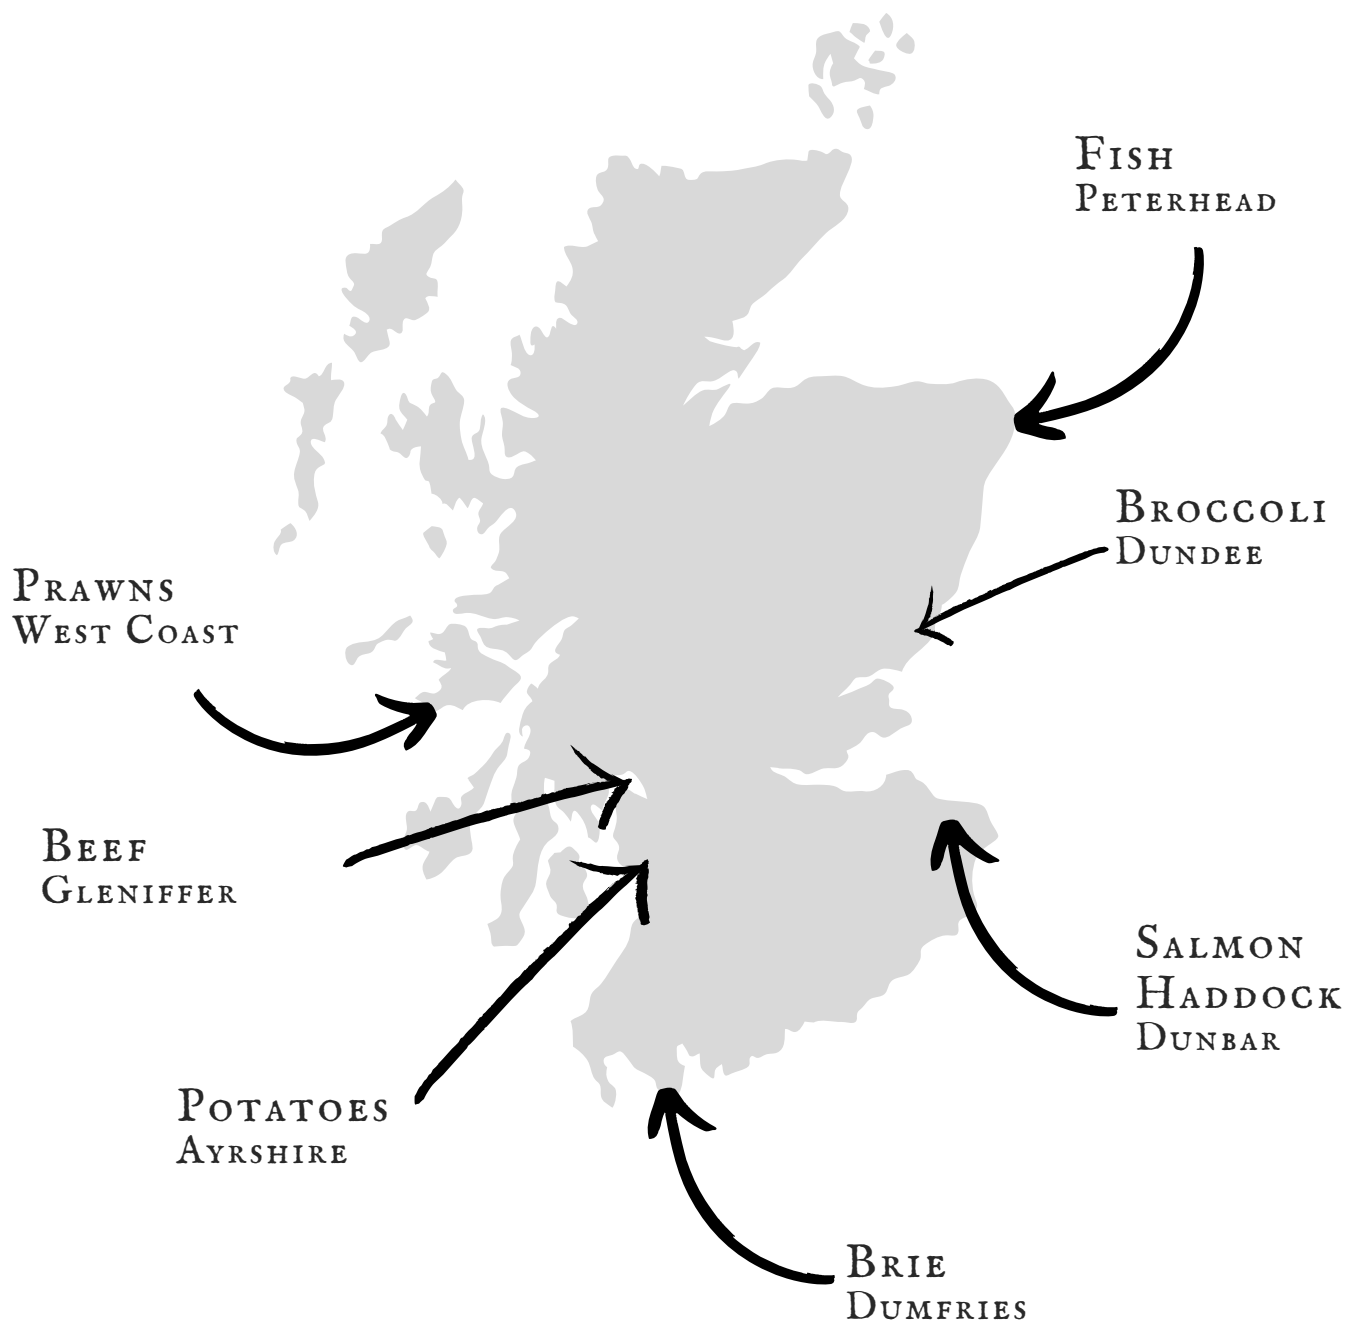 Fish
Peterhead
Broccoli
Dundee
Prawns
West Coast
Beef
Gleniffer
Salmon
Haddock
Dunbar
Potatoes
Ayrshire
Brie
Dumfries